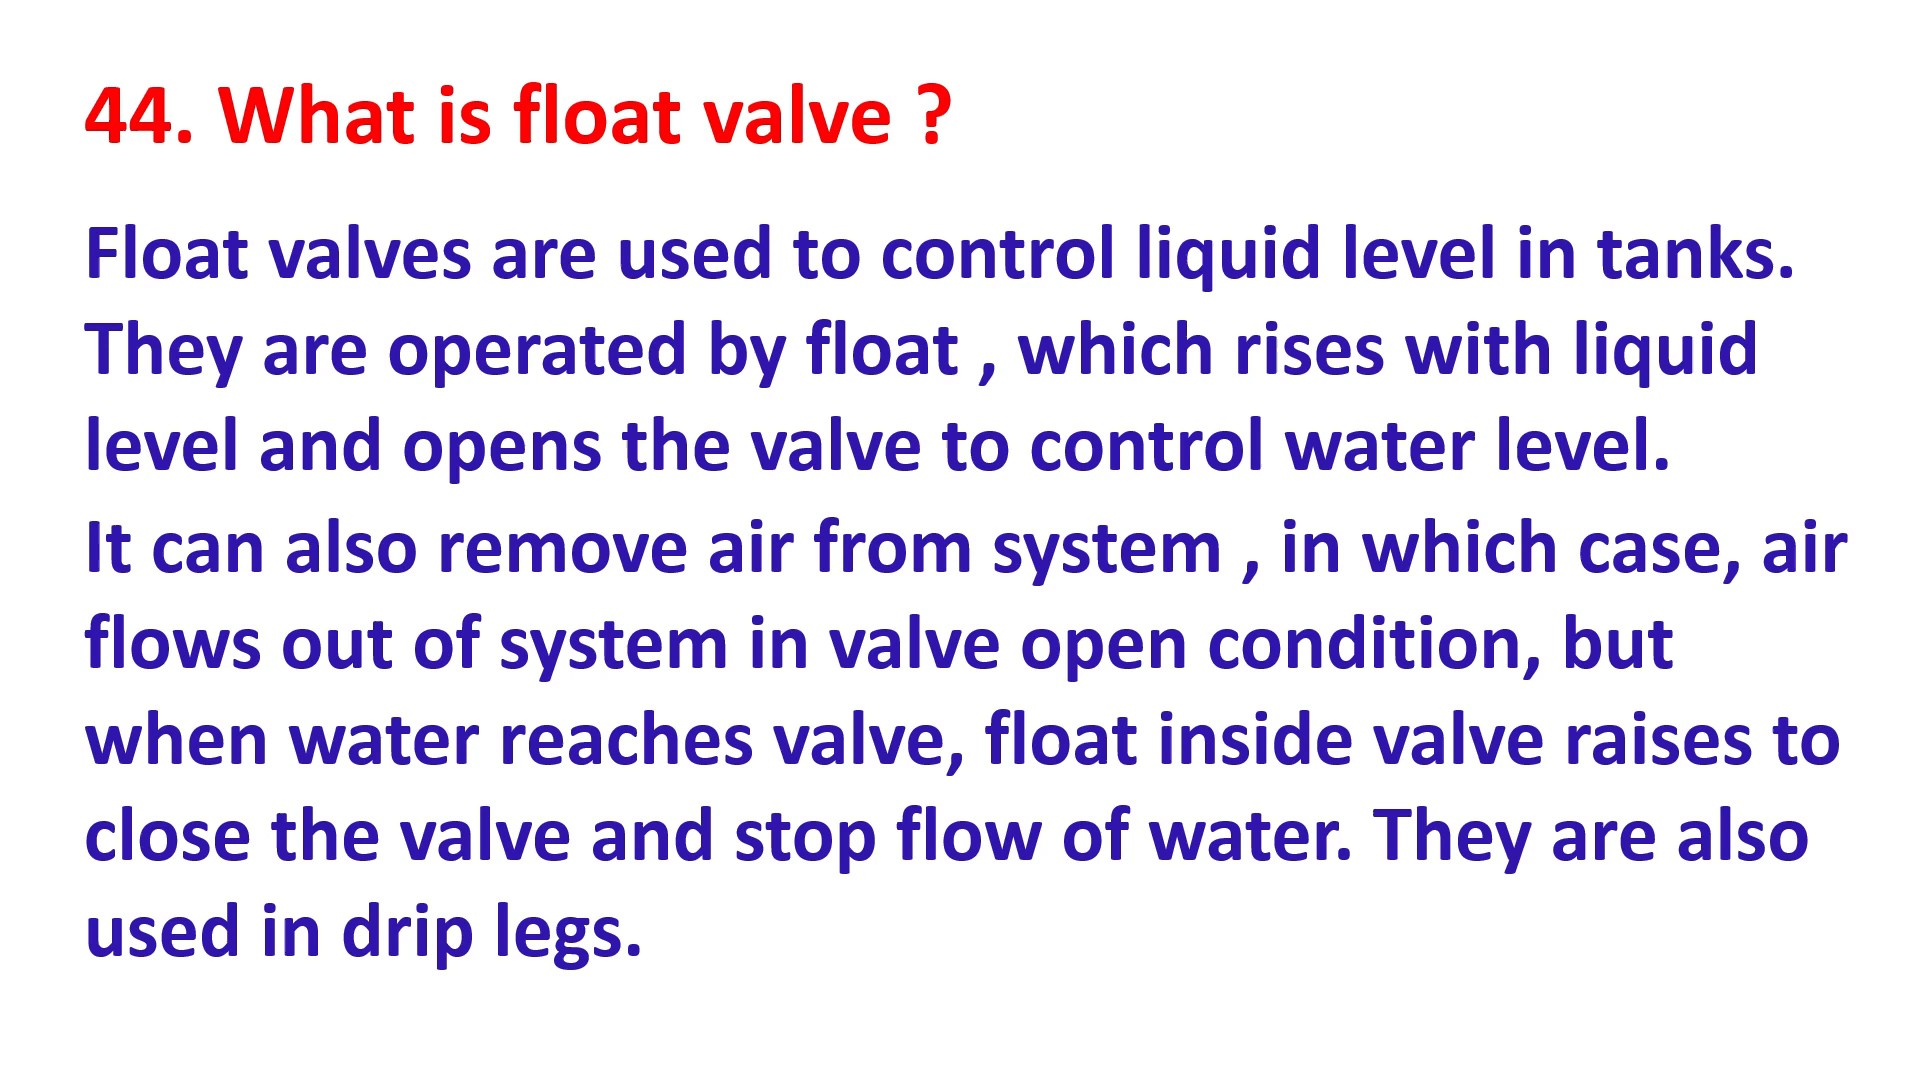 44. What is float valve ?
Float valves are used to control liquid level in tanks.
They are operated by float , which rises with liquid
level and opens the valve to control water level.
It can also remove air from system , in which case, air
flows out of system in valve open condition, but
when water reaches valve, float inside valve raises to
close the valve and stop flow of water. They are also
used in drip legs.